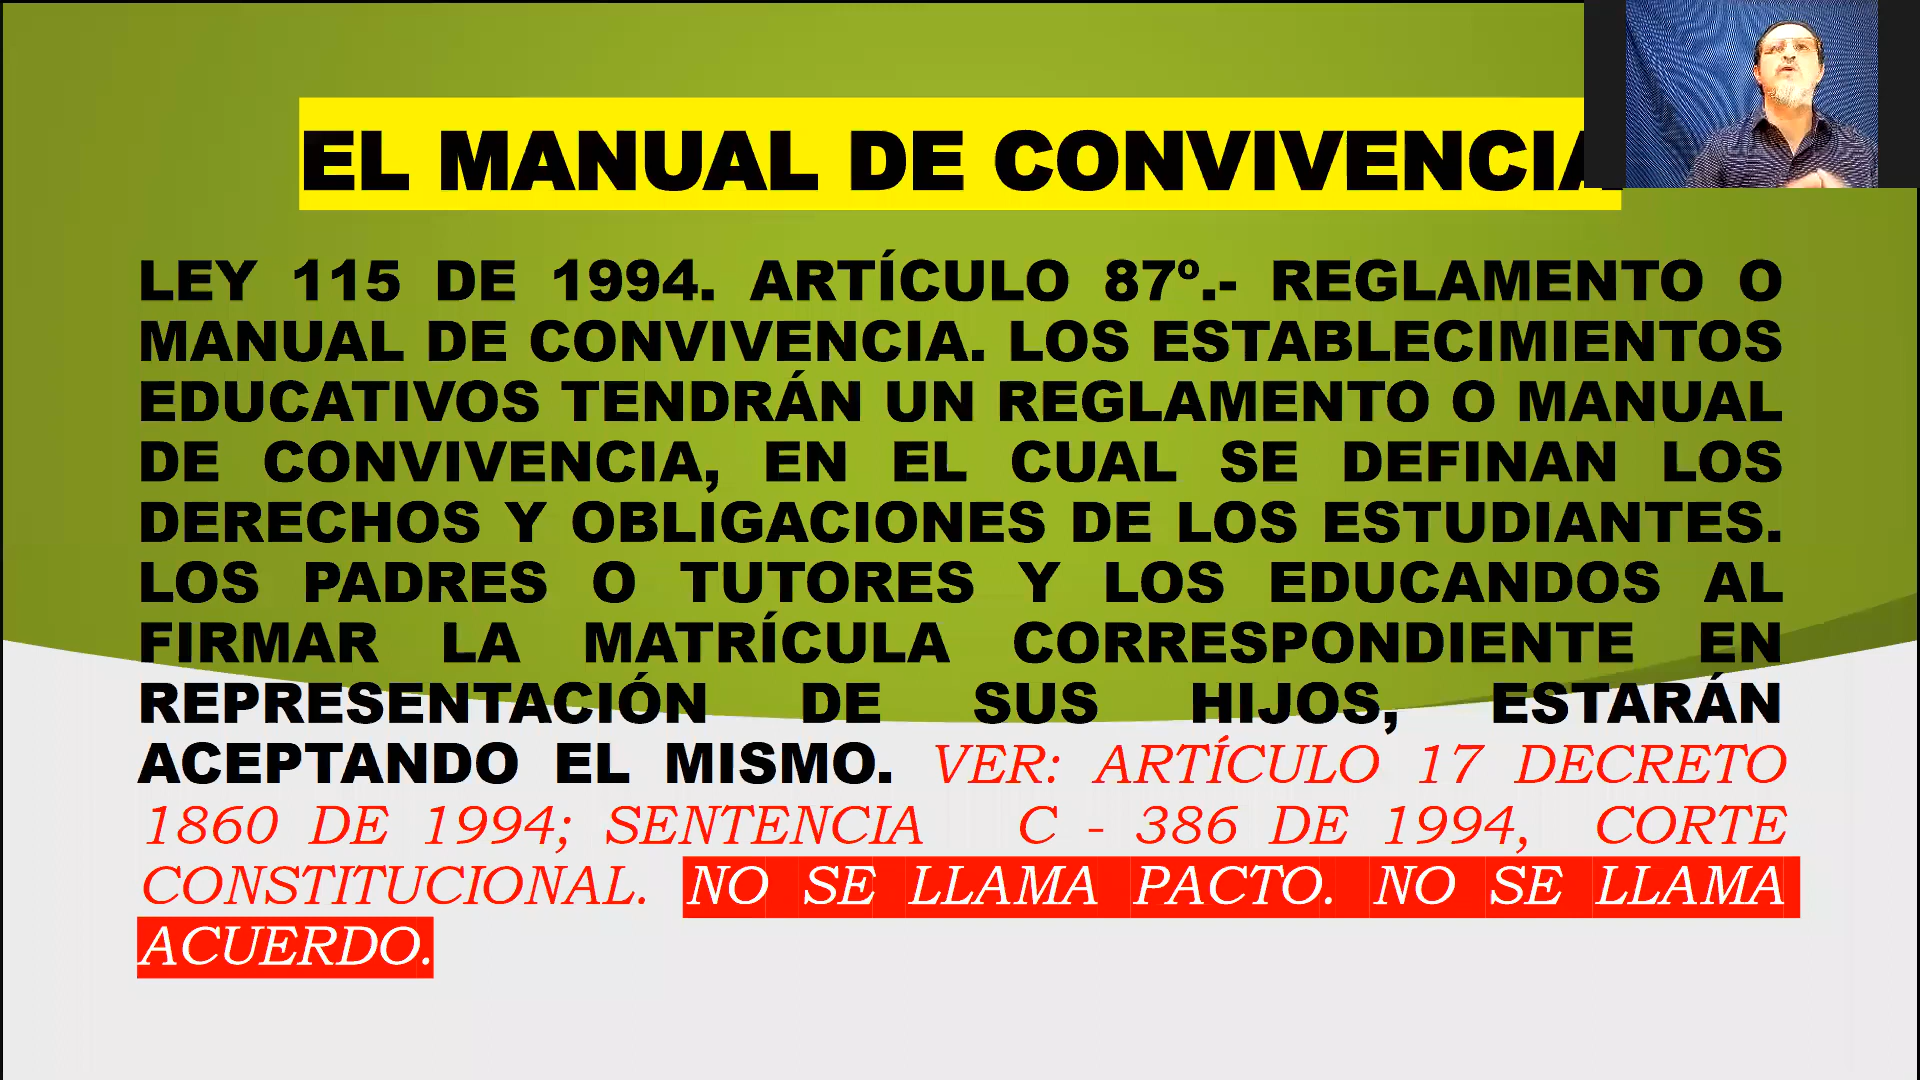 EL MANUAL DE CONVIVENCIA
LEY 115 DE 1994. ARTÍCULO 87º.- REGLAMENTO O
MANUAL DE CONVIVENCIA. LOS ESTABLECIMIENTOS
EDUCATIVOS TENDRÁN UN REGLAMENTO O MANUAL
DE CONVIVENCIA, EN EL CUAL SE DEFINAN LOS
DERECHOS Y OBLIGACIONES DE LOS ESTUDIANTES.
LOS PADRES O TUTORES Y LOS EDUCANDOS AL
FIRMAR LA MATRÍCULA CORRESPONDIENTE EN
REPRESENTACIÓN DE SUS HIJOS, ESTARÁN
ACEPTANDO EL MISMO. VER: ARTÍCULO 17 DECRETO
1860 DE 1994; SENTENCIA C - 386 DE 1994, CORTE
CONSTITUCIONAL. NO SE LLAMA PACTO. NO SE LLAMA
ACUERDO.